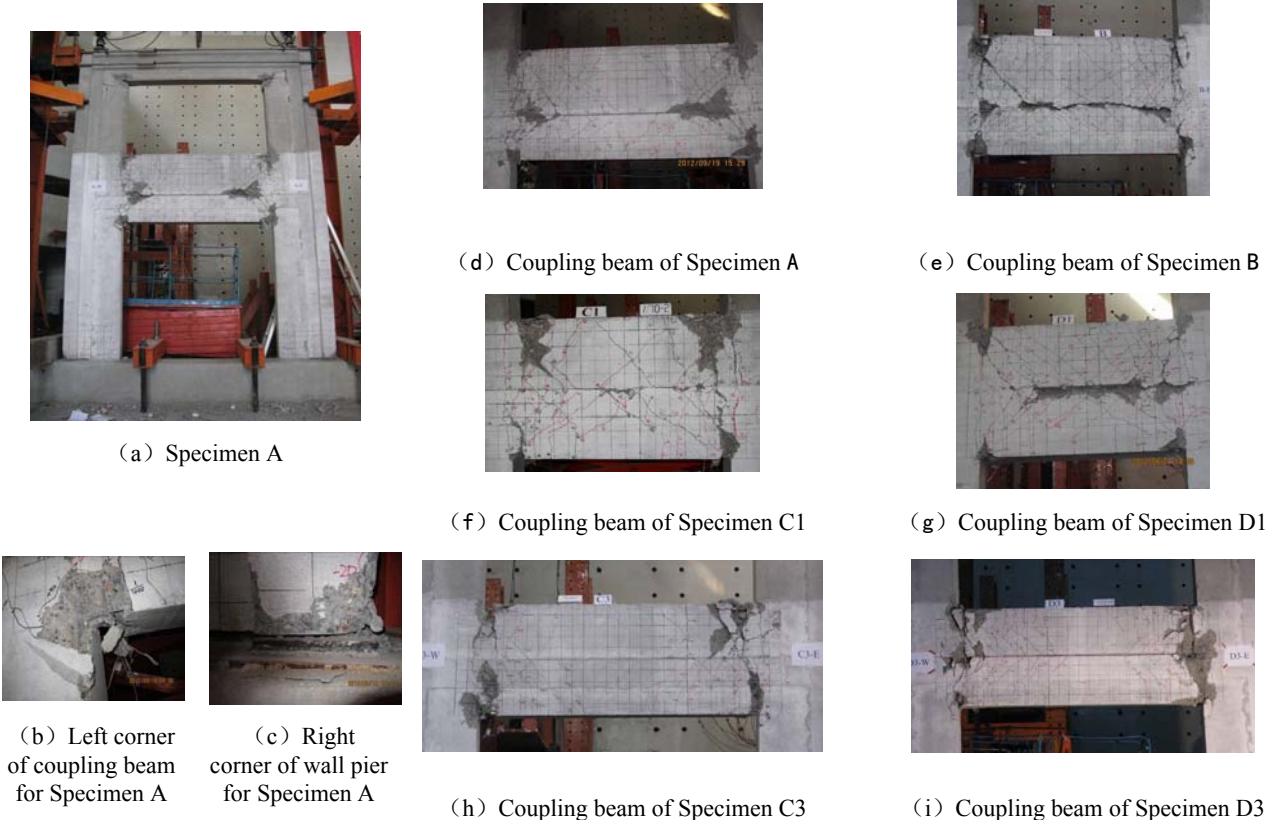 2012/09/19 15:29
B
(d) Coupling beam of Specimen A
(e) Coupling beam of Specimen B
C1
D1
(a) Specimen A
(f) Coupling beam of Specimen C1
(g) Coupling beam of Specimen D1
-20
C3
C3-E
D3
D3-W
D3-E
(b) Left corner
of coupling beam
for Specimen A
(c) Right
corner of wall pier
for Specimen A
(h) Coupling beam of Specimen C3
(i) Coupling beam of Specimen D3